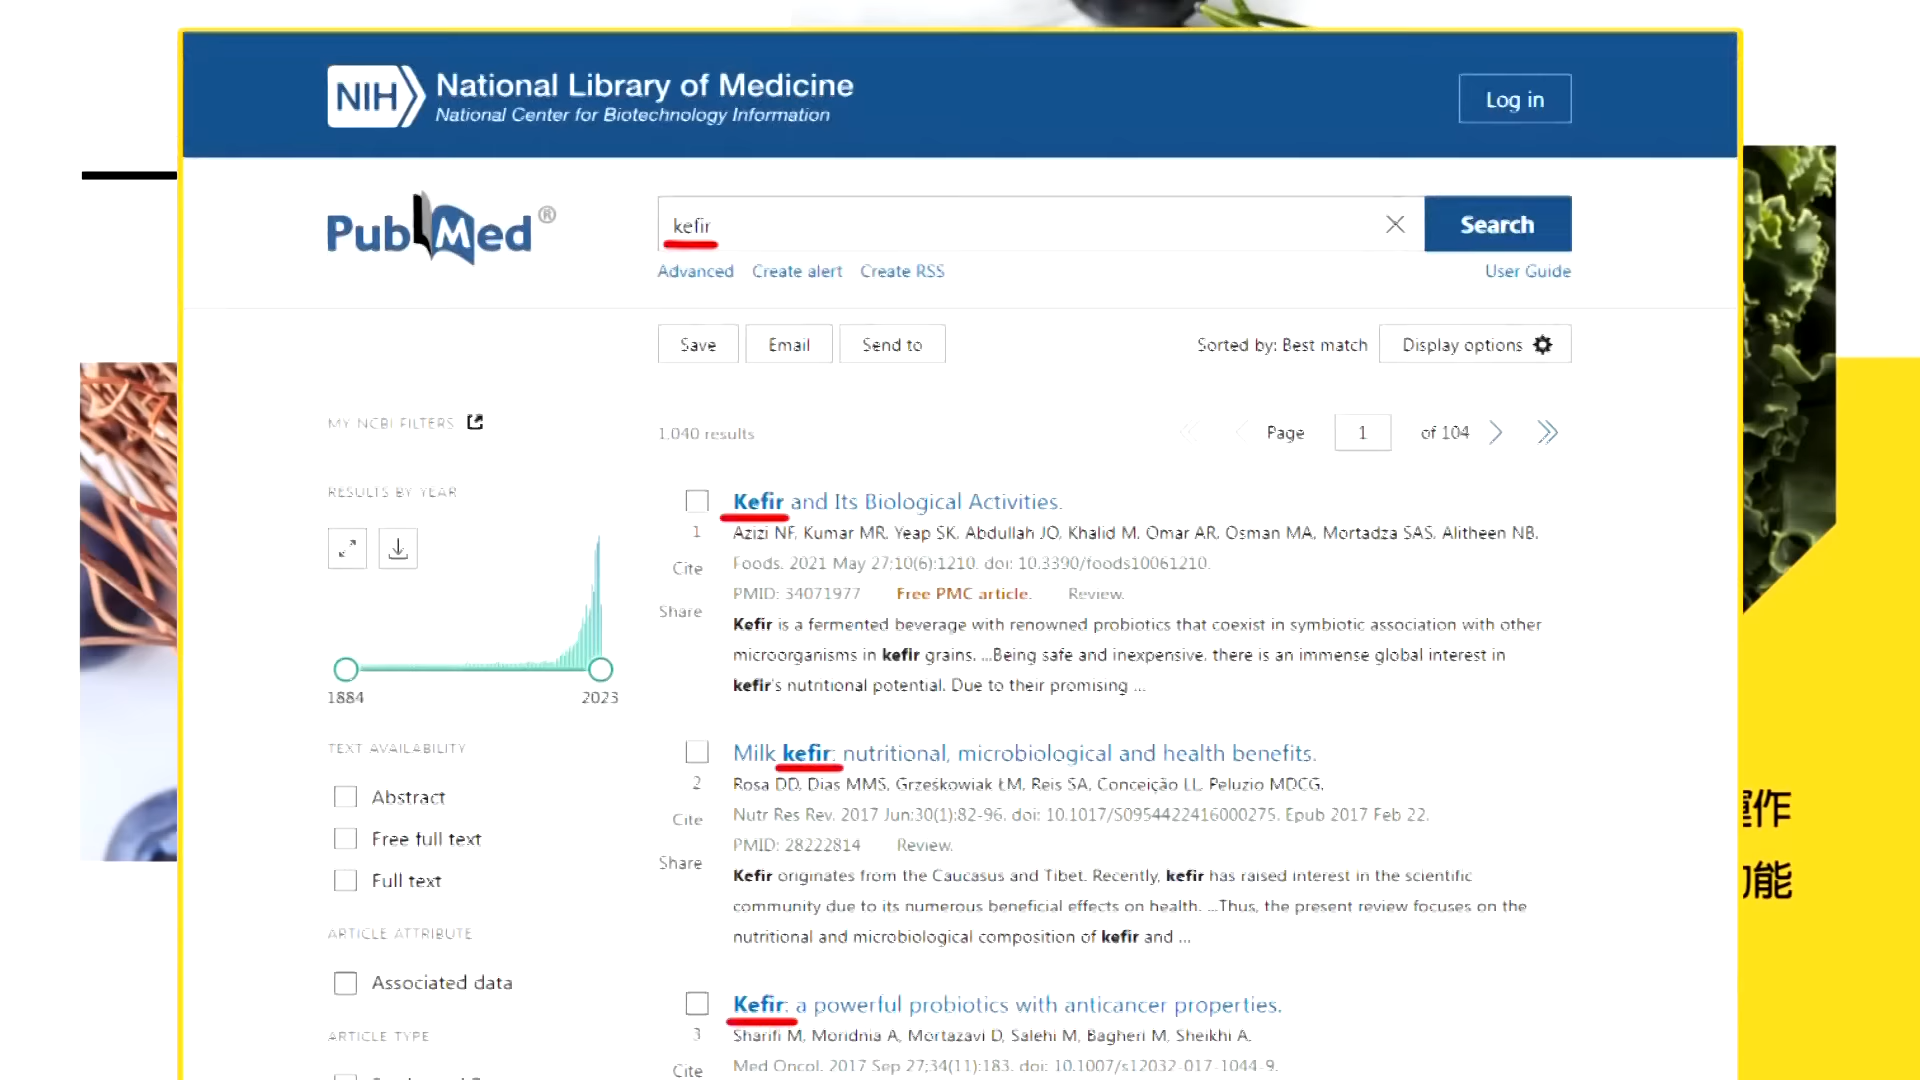 NIH National Library of Medicine
National Center for Biotechnology Information
Log in
PubMed®
kefir
Search
Advanced Create alert Create RSS
User Guide
Save Email Send to
Sorted by: Best match Display options
MY NCBI FILTERS
1,040 results
Page 1 of 104
RESULTS BY YEAR
1884 2023
TEXT AVAILABILITY
Abstract
Free full text
Full text
ARTICLE ATTRIBUTE
Associated data
ARTICLE TYPE
Kefir and Its Biological Activities.
1
Azizi NF, Kumar MR, Yeap SK, Abdullah JO, Khalid M, Omar AR, Osman MA, Mortadza SAS, Alitheen NB.
Cite
Foods. 2021 May 27;10(6):1210. doi: 10.3390/foods10061210.
PMID: 34071977 Free PMC article. Review.
Share
Kefir is a fermented beverage with renowned probiotics that coexist in symbiotic association with other
microorganisms in kefir grains. ...Being safe and inexpensive, there is an immense global interest in
kefir's nutritional potential. Due to their promising ...
Milk kefir: nutritional, microbiological and health benefits.
2
Rosa DD, Dias MMS, Grześkowiak ŁM, Reis SA, Conceição LL, Peluzio MDCG.
Cite
Nutr Res Rev. 2017 Jun;30(1):82-96. doi: 10.1017/S0954422416000275. Epub 2017 Feb 22.
PMID: 28222814 Review.
Share
Kefir originates from the Caucasus and Tibet. Recently, kefir has raised interest in the scientific
community due to its numerous beneficial effects on health. ...Thus, the present review focuses on the
nutritional and microbiological composition of kefir and ...
Kefir: a powerful probiotics with anticancer properties.
3
Sharifi M, Moridnia A, Mortazavi D, Salehi M, Bagheri M, Sheikhi A.
Cite
Med Oncol. 2017 Sep 27;34(11):183. doi: 10.1007/s12032-017-1044-9.
作
能